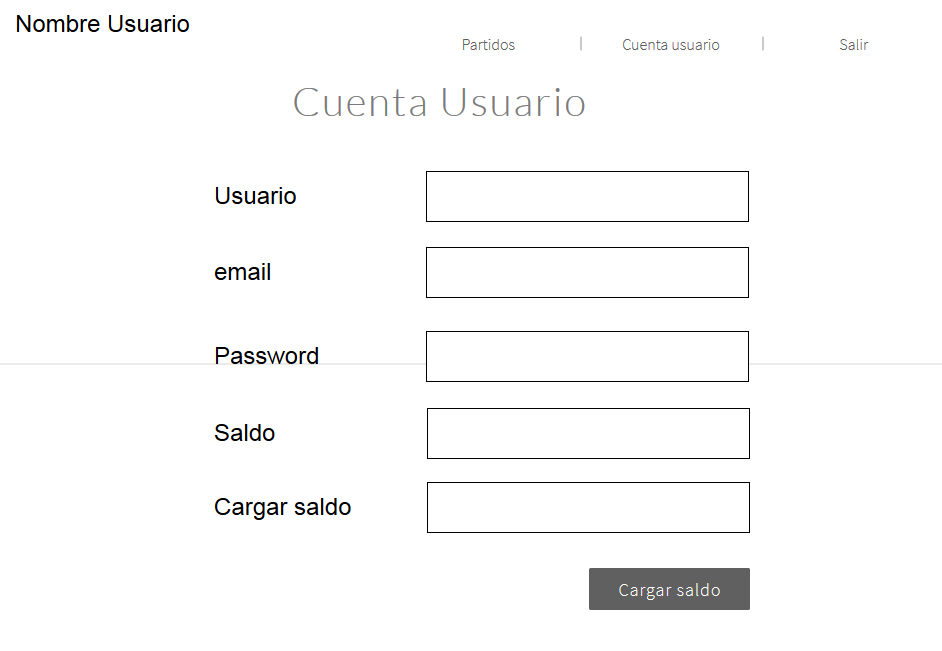 Nombre Usuario
Partidos | Cuenta usuario | Salir
Cuenta Usuario
Usuario
email
Password
Saldo
Cargar saldo
Cargar saldo